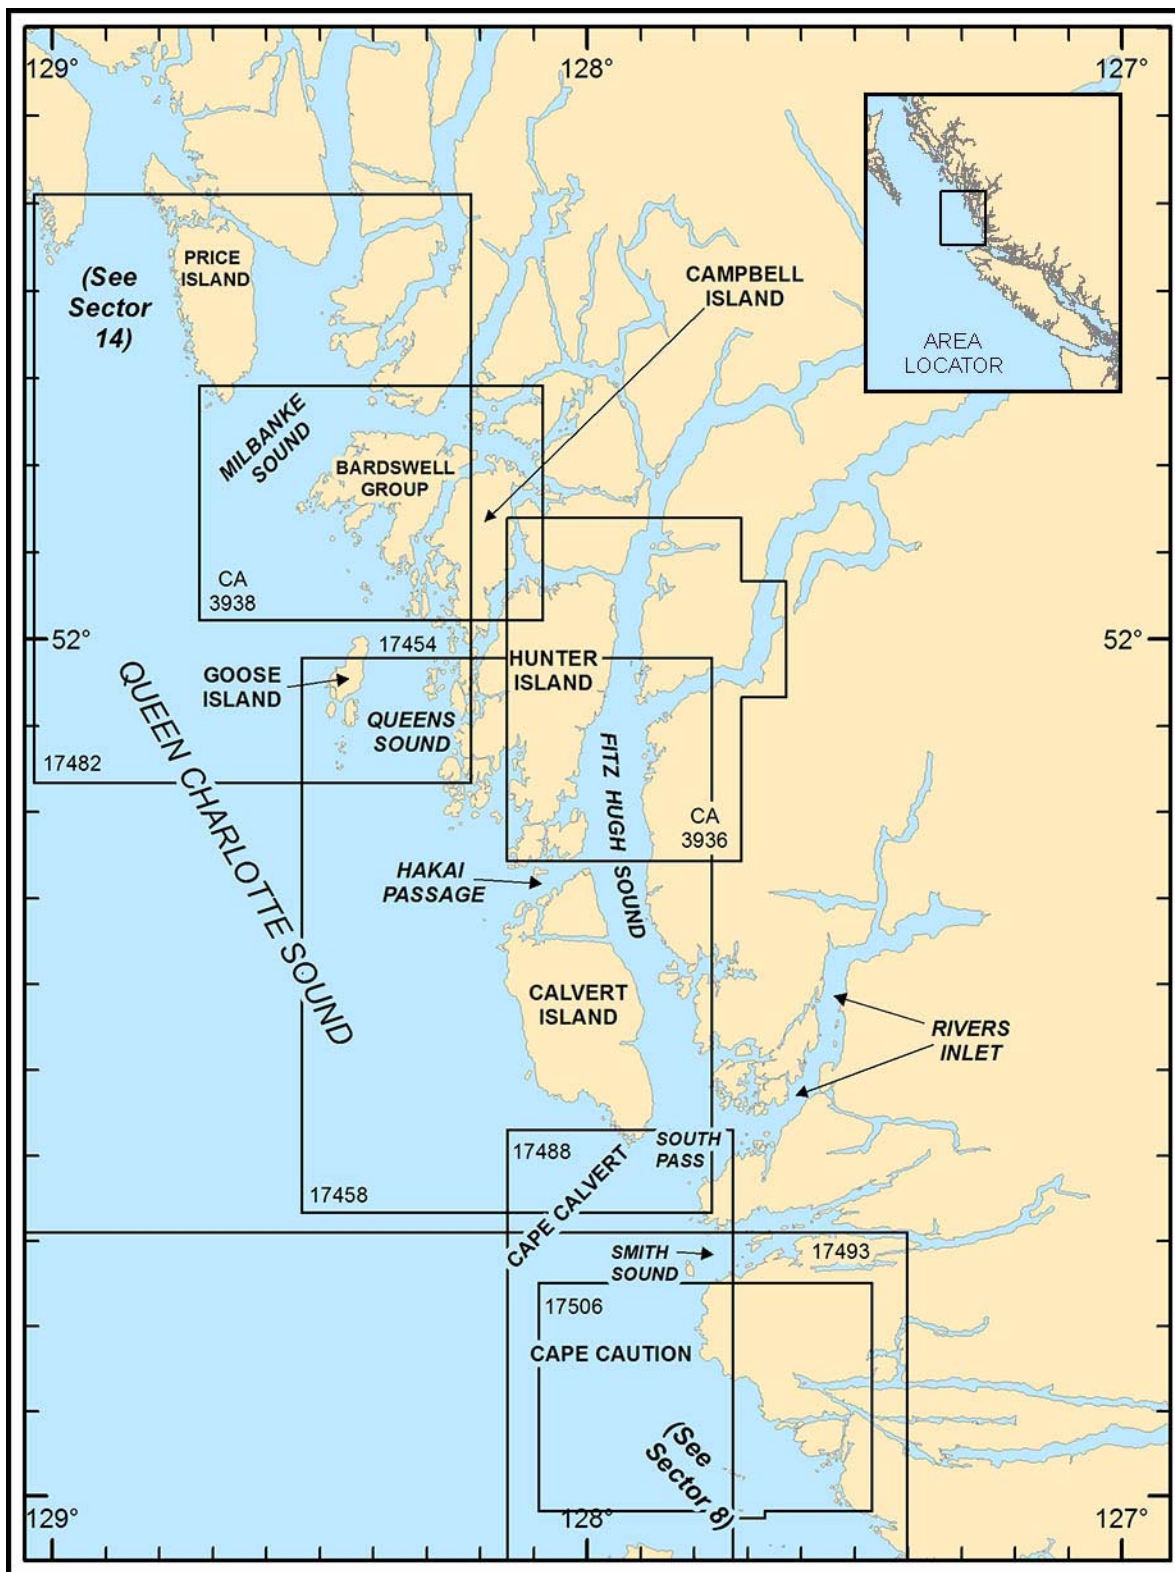 129°
128°
127°
(See
Sector
14)
PRICE
ISLAND
CAMPBELL
ISLAND
AREA
LOCATOR
MILBANKE
SOUND
BARDSWELL
GROUP
CA
3938
52°
17454
52°
GOOSE
ISLAND
HUNTER
ISLAND
QUEENS
SOUND
17482
QUEEN CHARLOTTE SOUND
FITZ HUGH SOUND
CA
3936
HAKAI
PASSAGE
CALVERT
ISLAND
RIVERS
INLET
17488
SOUTH
PASS
17458
CAPE CALVERT
SMITH
SOUND
17493
17506
CAPE CAUTION
(See
Sector 8)
129°
128°
127°